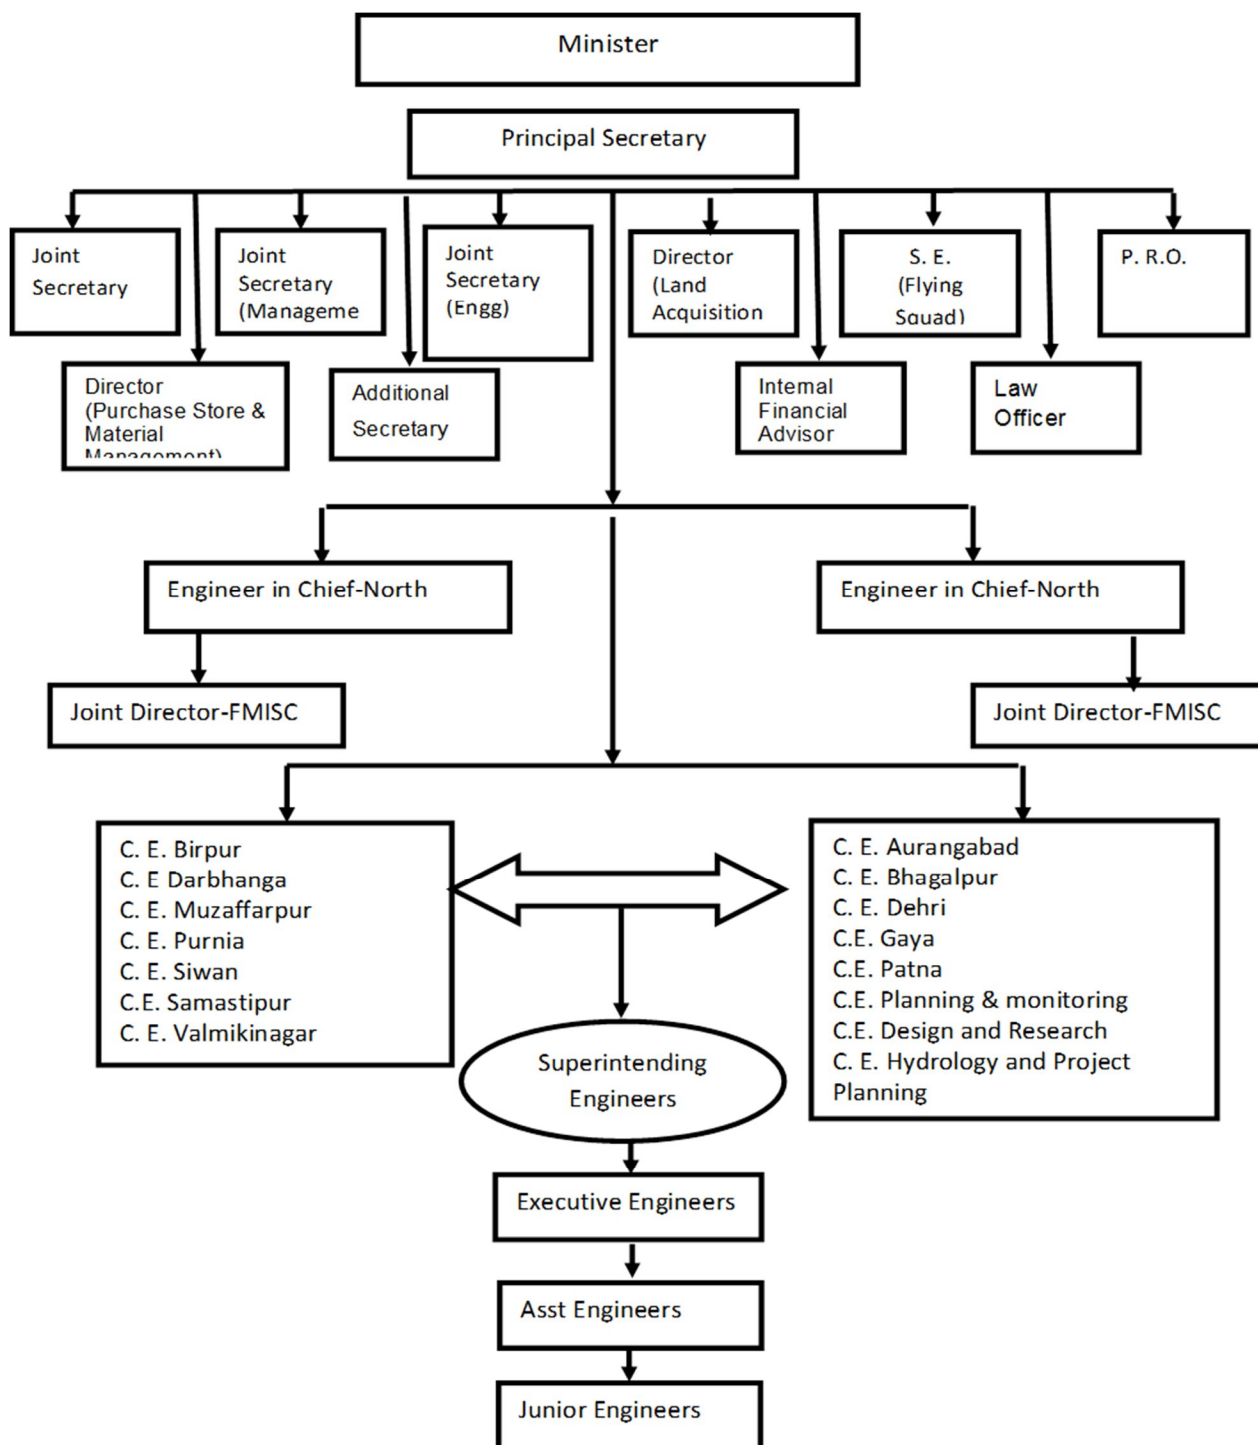 Minister
Principal Secretary
Joint
Secretary
Joint
Secretary
(Manageme
Joint
Secretary
(Engg)
Director
(Land
Acquisition
S. E.
(Flying
Squad)
P. R.O.
Director
(Purchase Store &
Material
Management)
Additional
Secretary
Internal
Financial
Advisor
Law
Officer
Engineer in Chief-North
Engineer in Chief-North
Joint Director-FMISC
Joint Director-FMISC
C. E. Birpur
C. E Darbhanga
C. E. Muzaffarpur
C. E. Purnia
C. E. Siwan
C.E. Samastipur
C. E. Valmikinagar
C. E. Aurangabad
C. E. Bhagalpur
C. E. Dehri
C.E. Gaya
C.E. Patna
C.E. Planning & monitoring
C.E. Design and Research
C. E. Hydrology and Project
Planning
Superintending
Engineers
Executive Engineers
Asst Engineers
Junior Engineers